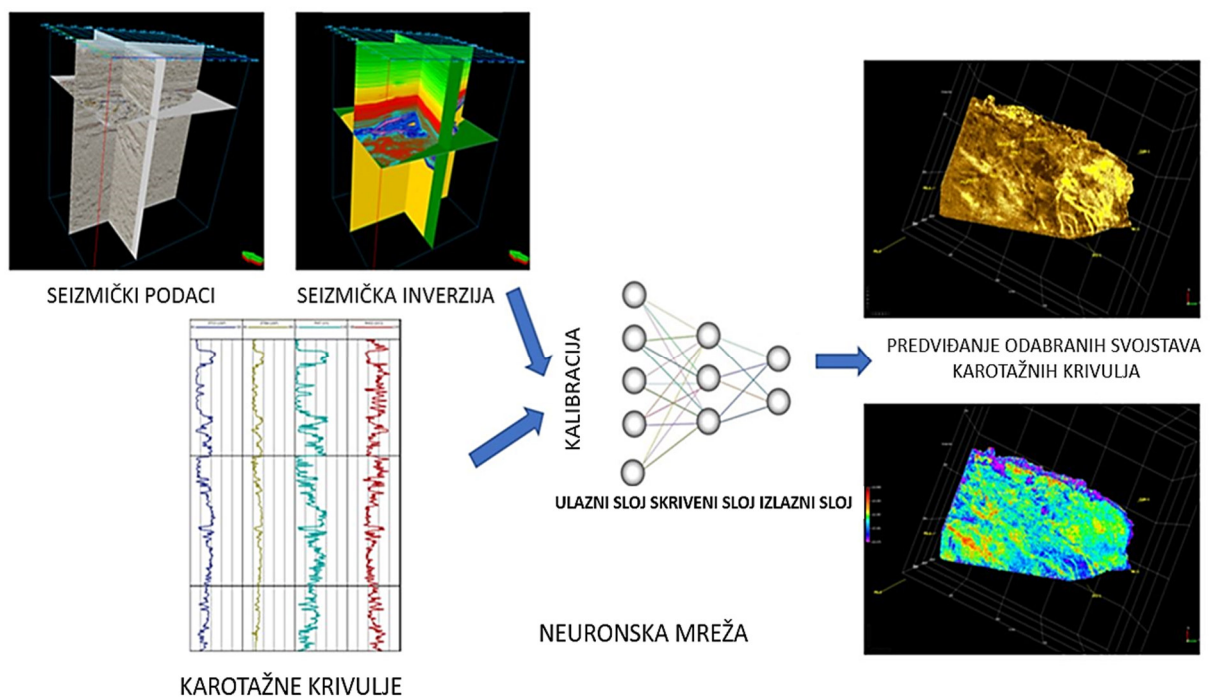 SEIZMIČKI PODACI
SEIZMIČKA INVERZIJA
KALIBRACIJA
PREDVIĐANJE ODABRANIH SVOJSTAVA
KAROTAŽNIH KRIVULJA
ULAZNI SLOJ SKRIVENI SLOJ IZLAZNI SLOJ
NEURONSKA MREŽA
KAROTAŽNE KRIVULJE